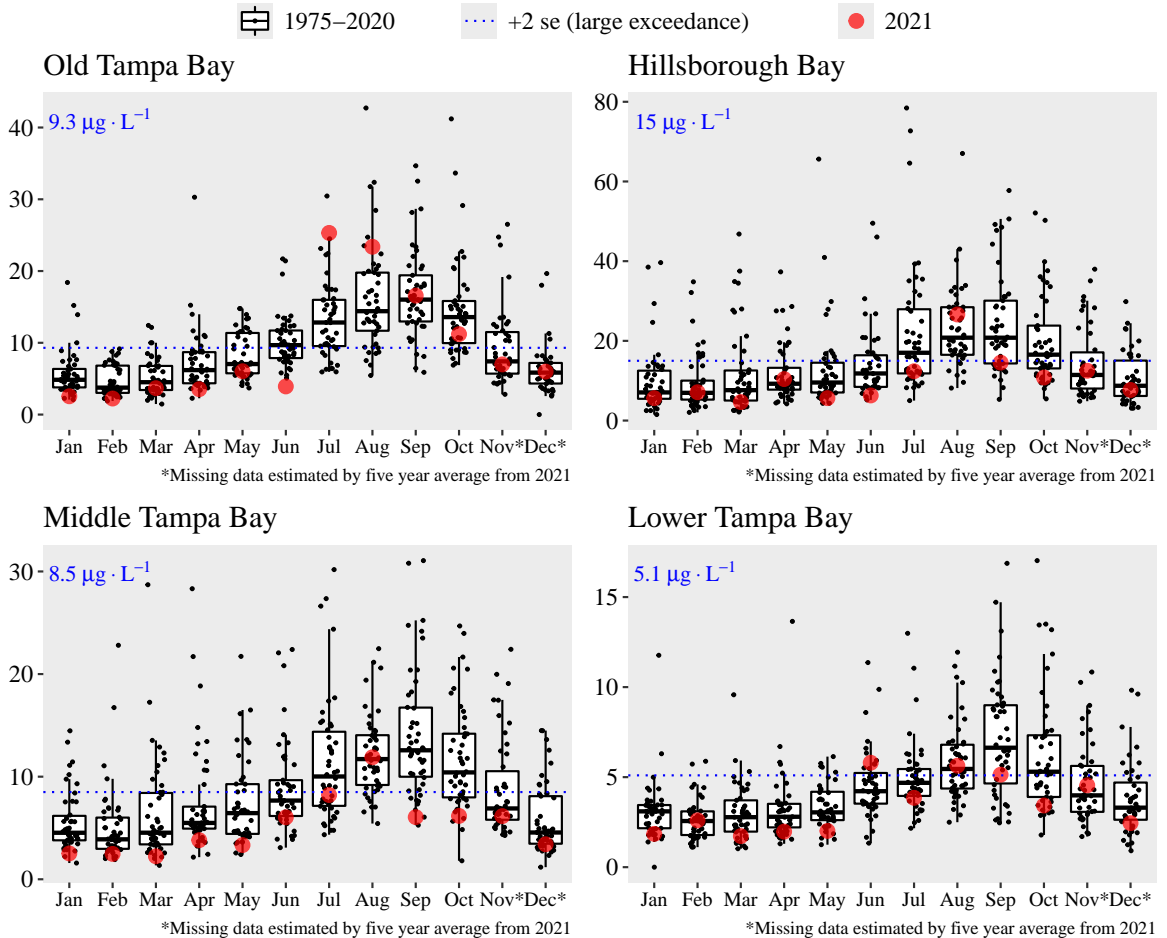 1975−2020 +2 se (large exceedance) 2021
Old Tampa Bay
9.3 μg · L⁻¹
40
30
20
10
0
Jan Feb Mar Apr May Jun Jul Aug Sep Oct Nov* Dec*
*Missing data estimated by five year average from 2021
Hillsborough Bay
15 μg · L⁻¹
80
60
40
20
0
Jan Feb Mar Apr May Jun Jul Aug Sep Oct Nov* Dec*
*Missing data estimated by five year average from 2021
Middle Tampa Bay
8.5 μg · L⁻¹
30
20
10
0
Jan Feb Mar Apr May Jun Jul Aug Sep Oct Nov* Dec*
*Missing data estimated by five year average from 2021
Lower Tampa Bay
5.1 μg · L⁻¹
15
10
5
0
Jan Feb Mar Apr May Jun Jul Aug Sep Oct Nov* Dec*
*Missing data estimated by five year average from 2021